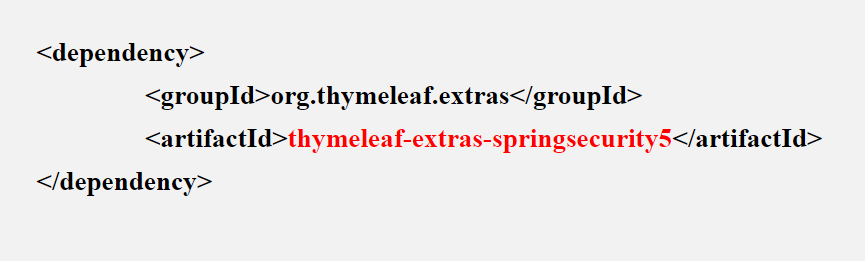 <dependency>
<groupId>org.thymeleaf.extras</groupId>
<artifactId>thymeleaf-extras-springsecurity5</artifactId>
</dependency>